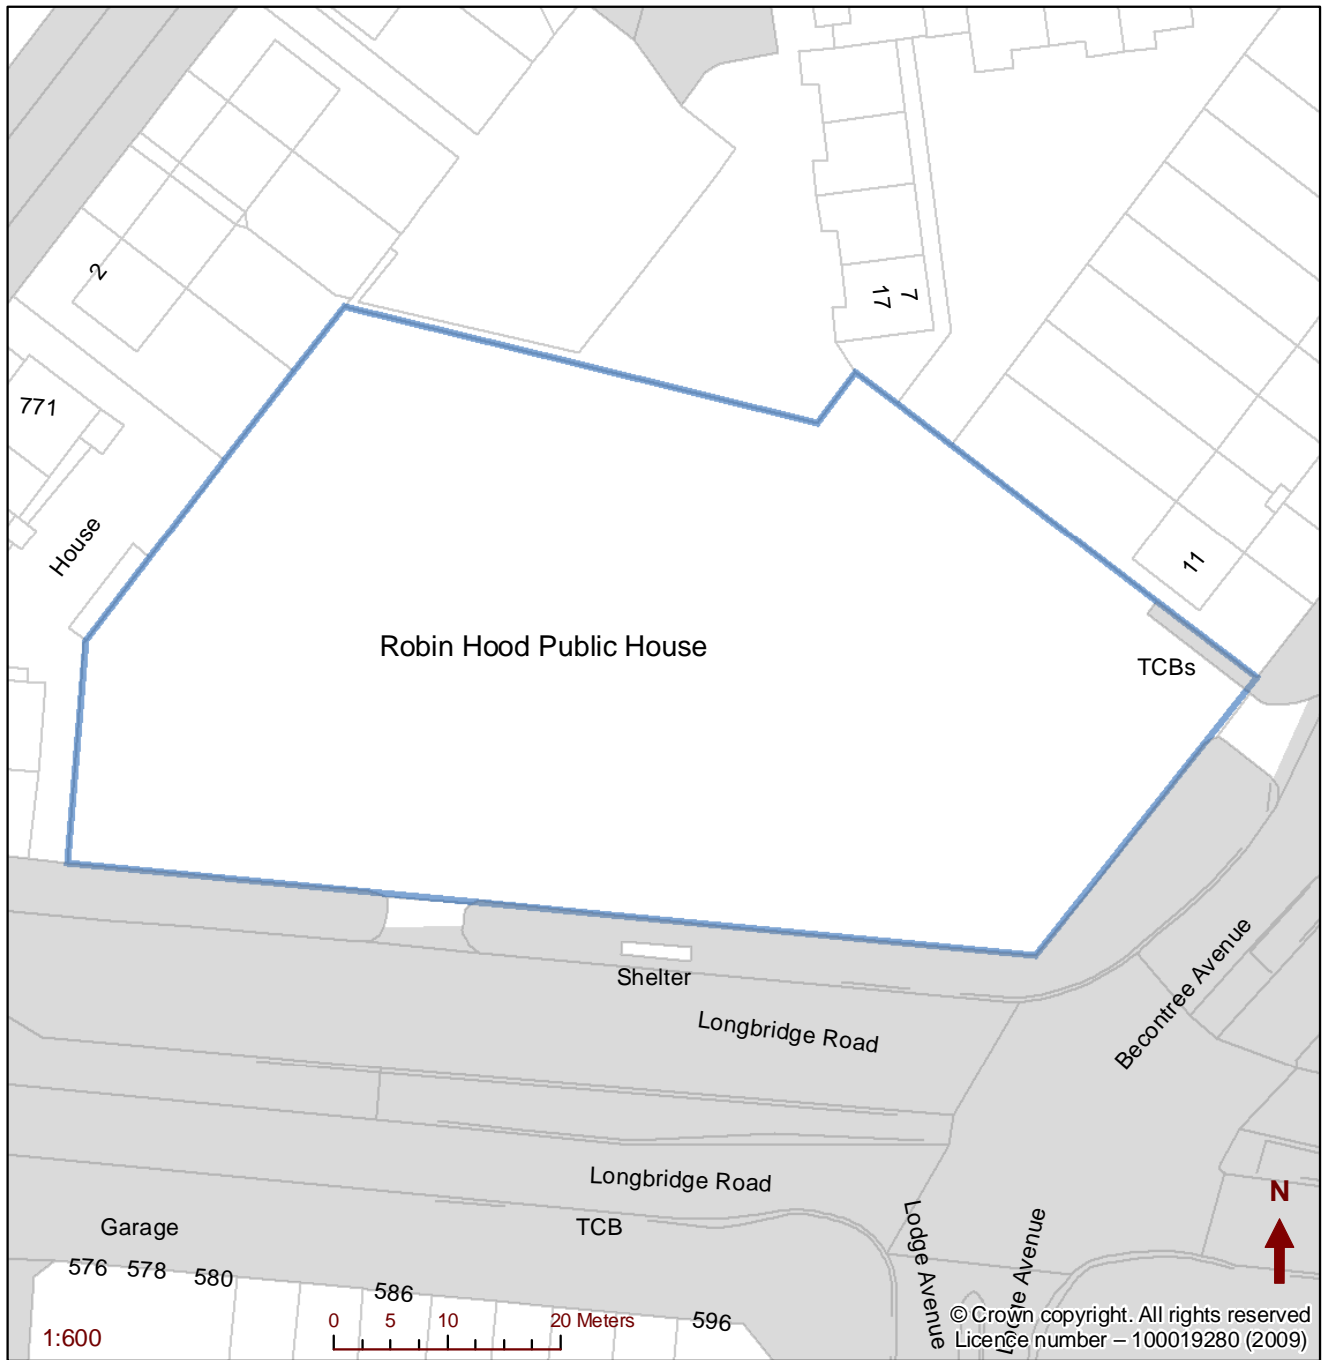 2
7
17
771
House
11
Robin Hood Public House
TCBs
Shelter
Longbridge Road
Becontree Avenue
Longbridge Road
N
Garage
TCB
Lodge Avenue
Lodge Avenue
576 578 580
586
596
0 5 10 20 Meters
1:600
© Crown copyright. All rights reserved
Licence number – 100019280 (2009)